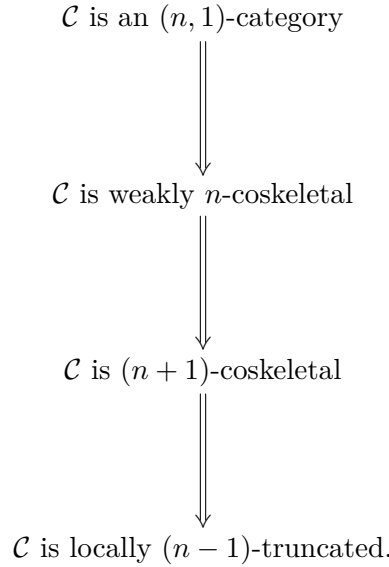 𝒞 is an (n, 1)-category
𝒞 is weakly n-coskeletal
𝒞 is (n + 1)-coskeletal
𝒞 is locally (n − 1)-truncated.